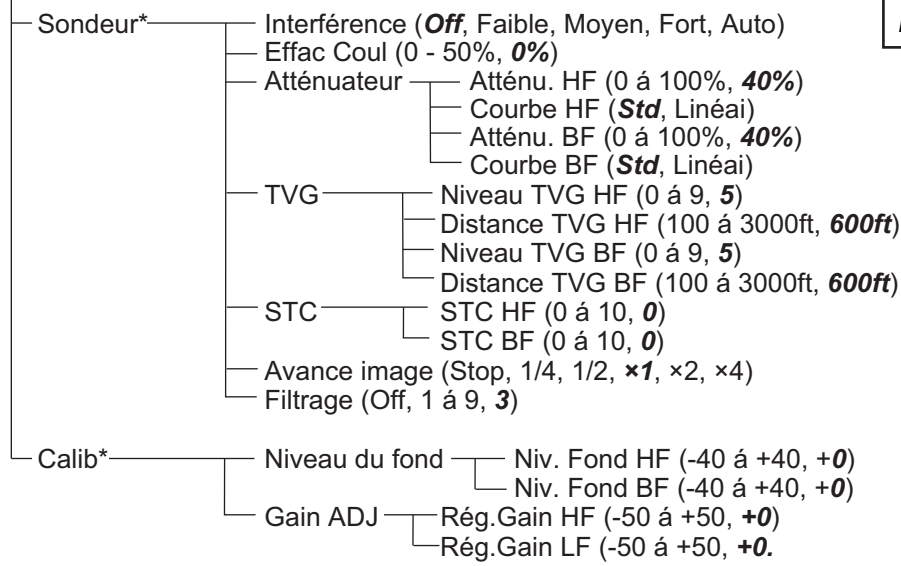 Sondeur* Interférence (Off, Faible, Moyen, Fort, Auto)
Effac Coul (0 - 50%, 0%)
Atténuateur Atténu. HF (0 á 100%, 40%)
Courbe HF (Std, Linéai)
Atténu. BF (0 á 100%, 40%)
Courbe BF (Std, Linéai)
TVG Niveau TVG HF (0 á 9, 5)
Distance TVG HF (100 á 3000ft, 600ft)
Niveau TVG BF (0 á 9, 5)
Distance TVG BF (100 á 3000ft, 600ft)
STC STC HF (0 á 10, 0)
STC BF (0 á 10, 0)
Avance image (Stop, 1/4, 1/2, ×1, ×2, ×4)
Filtrage (Off, 1 á 9, 3)
Calib* Niveau du fond Niv. Fond HF (-40 á +40, +0)
Niv. Fond BF (-40 á +40, +0)
Gain ADJ Rég.Gain HF (-50 á +50, +0)
Rég.Gain LF (-50 á +50, +0.